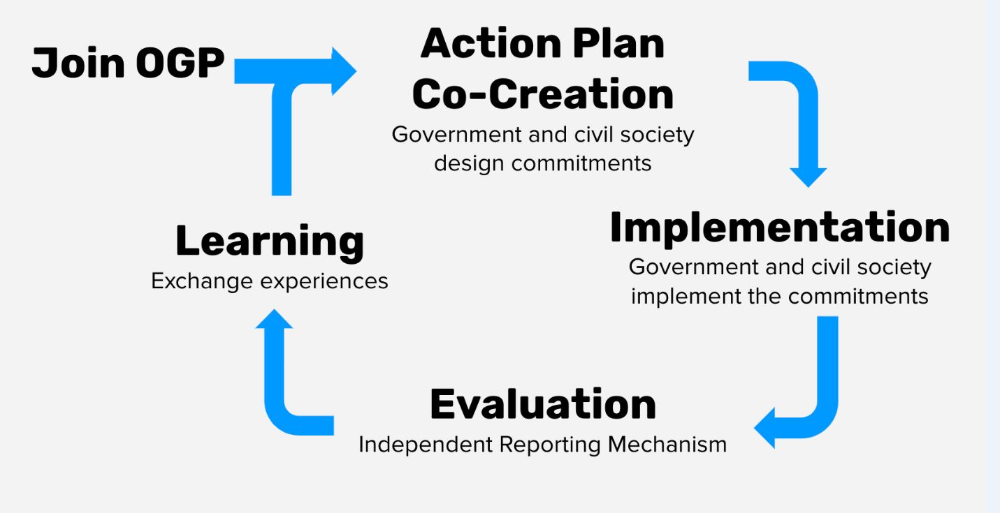 Join OGP
Action Plan
Co-Creation
Government and civil society
design commitments
Implementation
Government and civil society
implement the commitments
Evaluation
Independent Reporting Mechanism
Learning
Exchange experiences